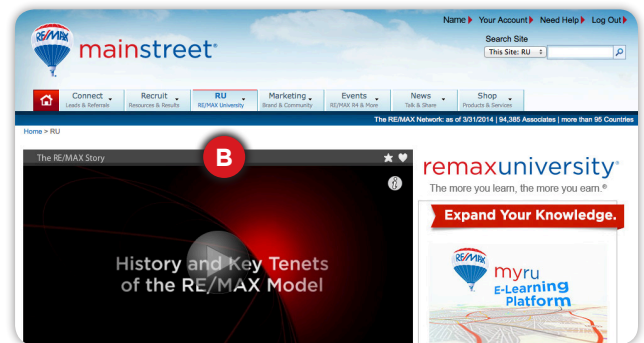 Name Your Account Need Help Log Out
RE/MAX
mainstreet®
Search Site
This Site: RU
Connect Recruit RU Marketing Events News Shop
Leads & Referrals Resources & Results RE/MAX University Brand & Community RE/MAX R4 & More Talk & Share Products & Services
The RE/MAX Network: as of 3/31/2014 | 94,385 Associates | more than 95 Countries
Home > RU
The RE/MAX Story
B
History and Key Tenets
of the RE/MAX Model
remaxuniversity®
The more you learn, the more you earn.®
Expand Your Knowledge.
RE/MAX
myru
E-Learning
Platform